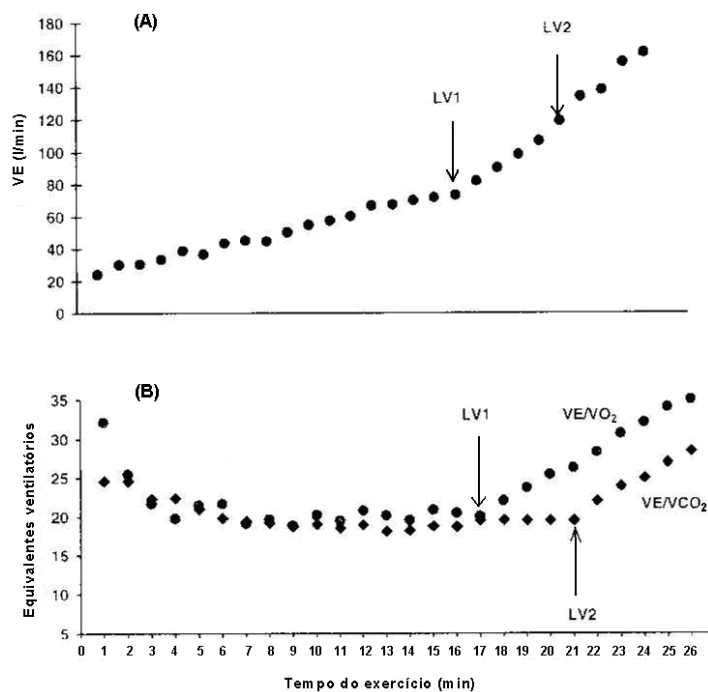 (A)
180
160
140
120
100
80
60
40
20
0
VE (l/min)
LV1
LV2
(B)
35
30
25
20
15
10
5
Equivalentes ventilatórios
LV1
VE/VO₂
VE/VCO₂
LV2
0 1 2 3 4 5 6 7 8 9 10 11 12 13 14 15 16 17 18 19 20 21 22 23 24 25 26
Tempo do exercício (min)